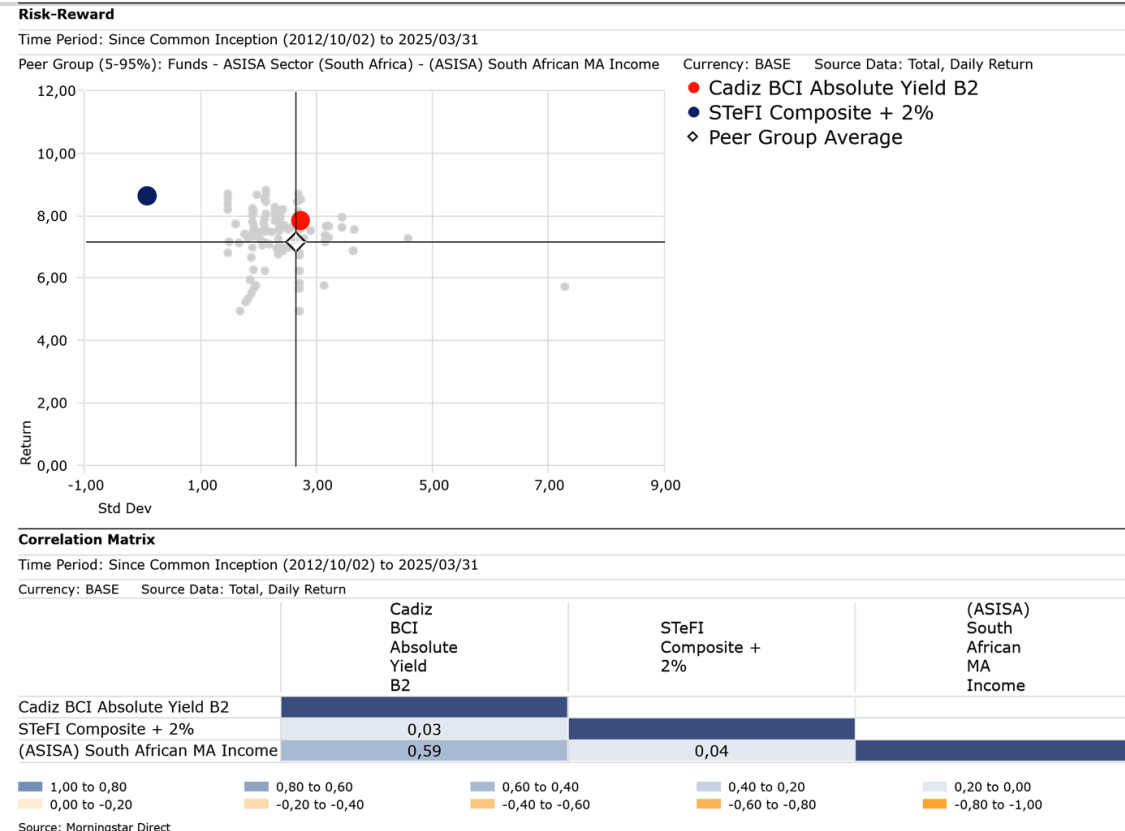 Risk-Reward
Time Period: Since Common Inception (2012/10/02) to 2025/03/31
Peer Group (5-95%): Funds - ASISA Sector (South Africa) - (ASISA) South African MA Income Currency: BASE Source Data: Total, Daily Return
Cadiz BCI Absolute Yield B2
STeFI Composite + 2%
Peer Group Average
12,00
10,00
8,00
6,00
4,00
2,00
0,00
Return
-1,00 1,00 3,00 5,00 7,00 9,00
Std Dev
Correlation Matrix
Time Period: Since Common Inception (2012/10/02) to 2025/03/31
Currency: BASE Source Data: Total, Daily Return
Cadiz
BCI
Absolute
Yield
B2
STeFI
Composite +
2%
(ASISA)
South
African
MA
Income
Cadiz BCI Absolute Yield B2
STeFI Composite + 2% 0,03
(ASISA) South African MA Income 0,59 0,04
1,00 to 0,80 0,80 to 0,60 0,60 to 0,40 0,40 to 0,20 0,20 to 0,00
0,00 to -0,20 -0,20 to -0,40 -0,40 to -0,60 -0,60 to -0,80 -0,80 to -1,00
Source: Morningstar Direct